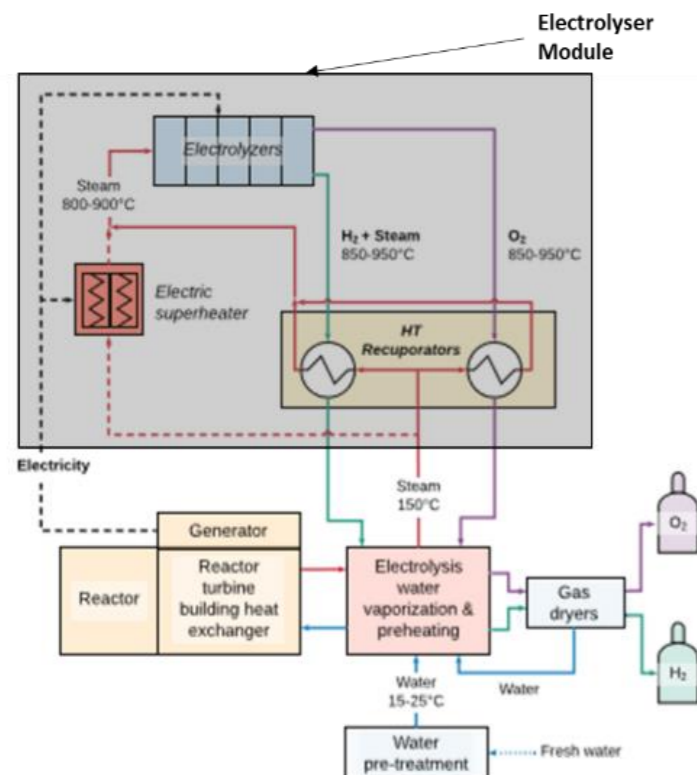 Electrolyser
Module
Electrolyzers
Steam
800-900°C
H₂ + Steam
850-950°C
O₂
850-950°C
Electric
superheater
HT
Recuporators
Electricity
Steam
150°C
Generator
Reactor
Reactor
turbine
building heat
exchanger
Electrolysis
water
vaporization &
preheating
Gas
dryers
O₂
H₂
Water
15-25°C
Water
Water
pre-treatment
Fresh water